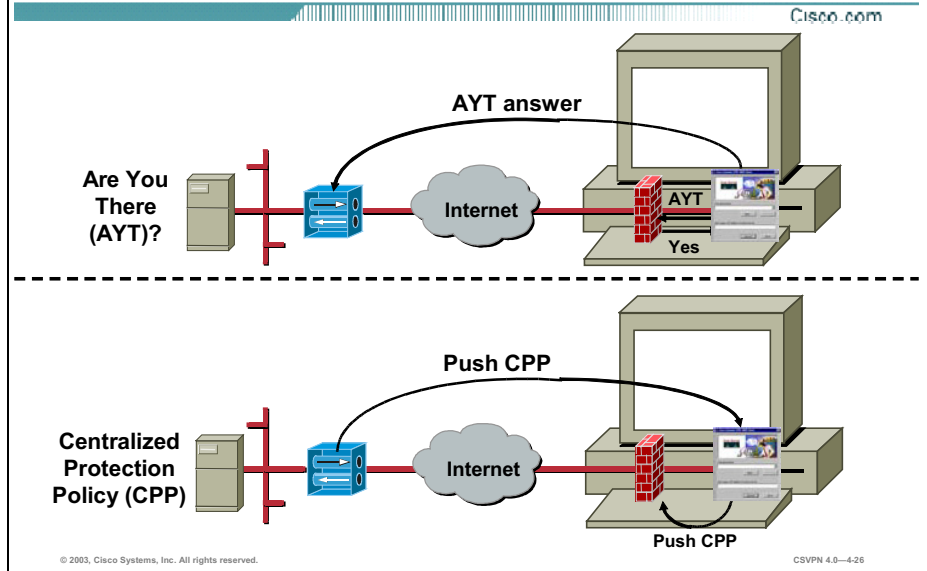 Cisco.com
AYT answer
Are You
There
(AYT)?
Internet
AYT
Yes
Push CPP
Centralized
Protection
Policy (CPP)
Internet
Push CPP
© 2003, Cisco Systems, Inc. All rights reserved.
CSVPN 4.0—4-26